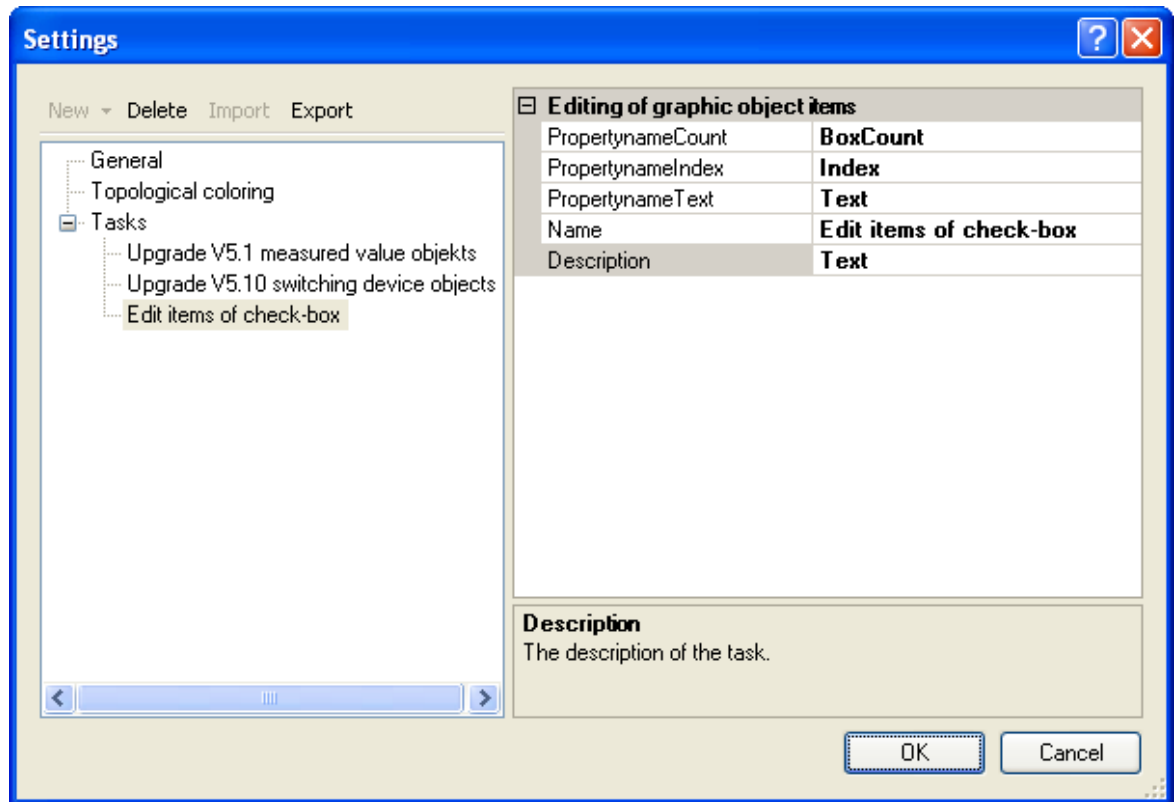 Settings
New Delete Import Export
General
Topological coloring
Tasks
Upgrade V5.1 measured value objekts
Upgrade V5.10 switching device objects
Edit items of check-box
Editing of graphic object items
PropertynameCount BoxCount
PropertynameIndex Index
PropertynameText Text
Name Edit items of check-box
Description Text
Description
The description of the task.
OK Cancel